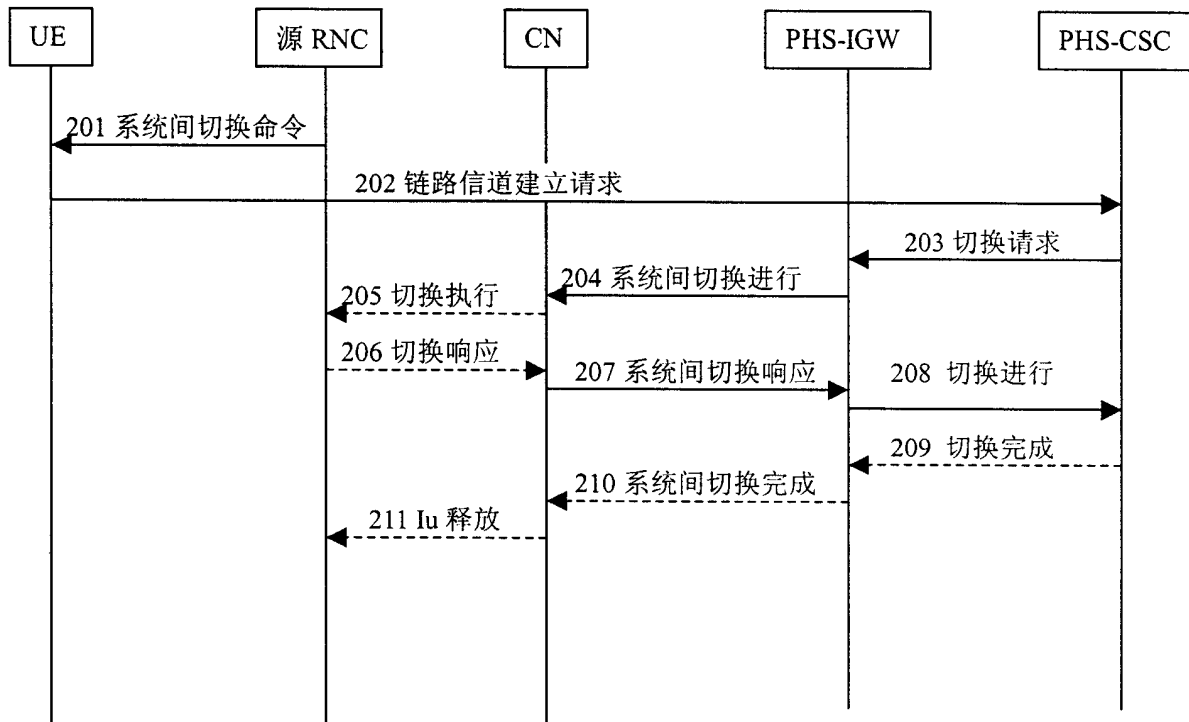 UE
源 RNC
CN
PHS-IGW
PHS-CSC
201 系统间切换命令
202 链路信道建立请求
203 切换请求
204 系统间切换进行
205 切换执行
206 切换响应
207 系统间切换响应
208 切换进行
209 切换完成
210 系统间切换完成
211 Iu 释放